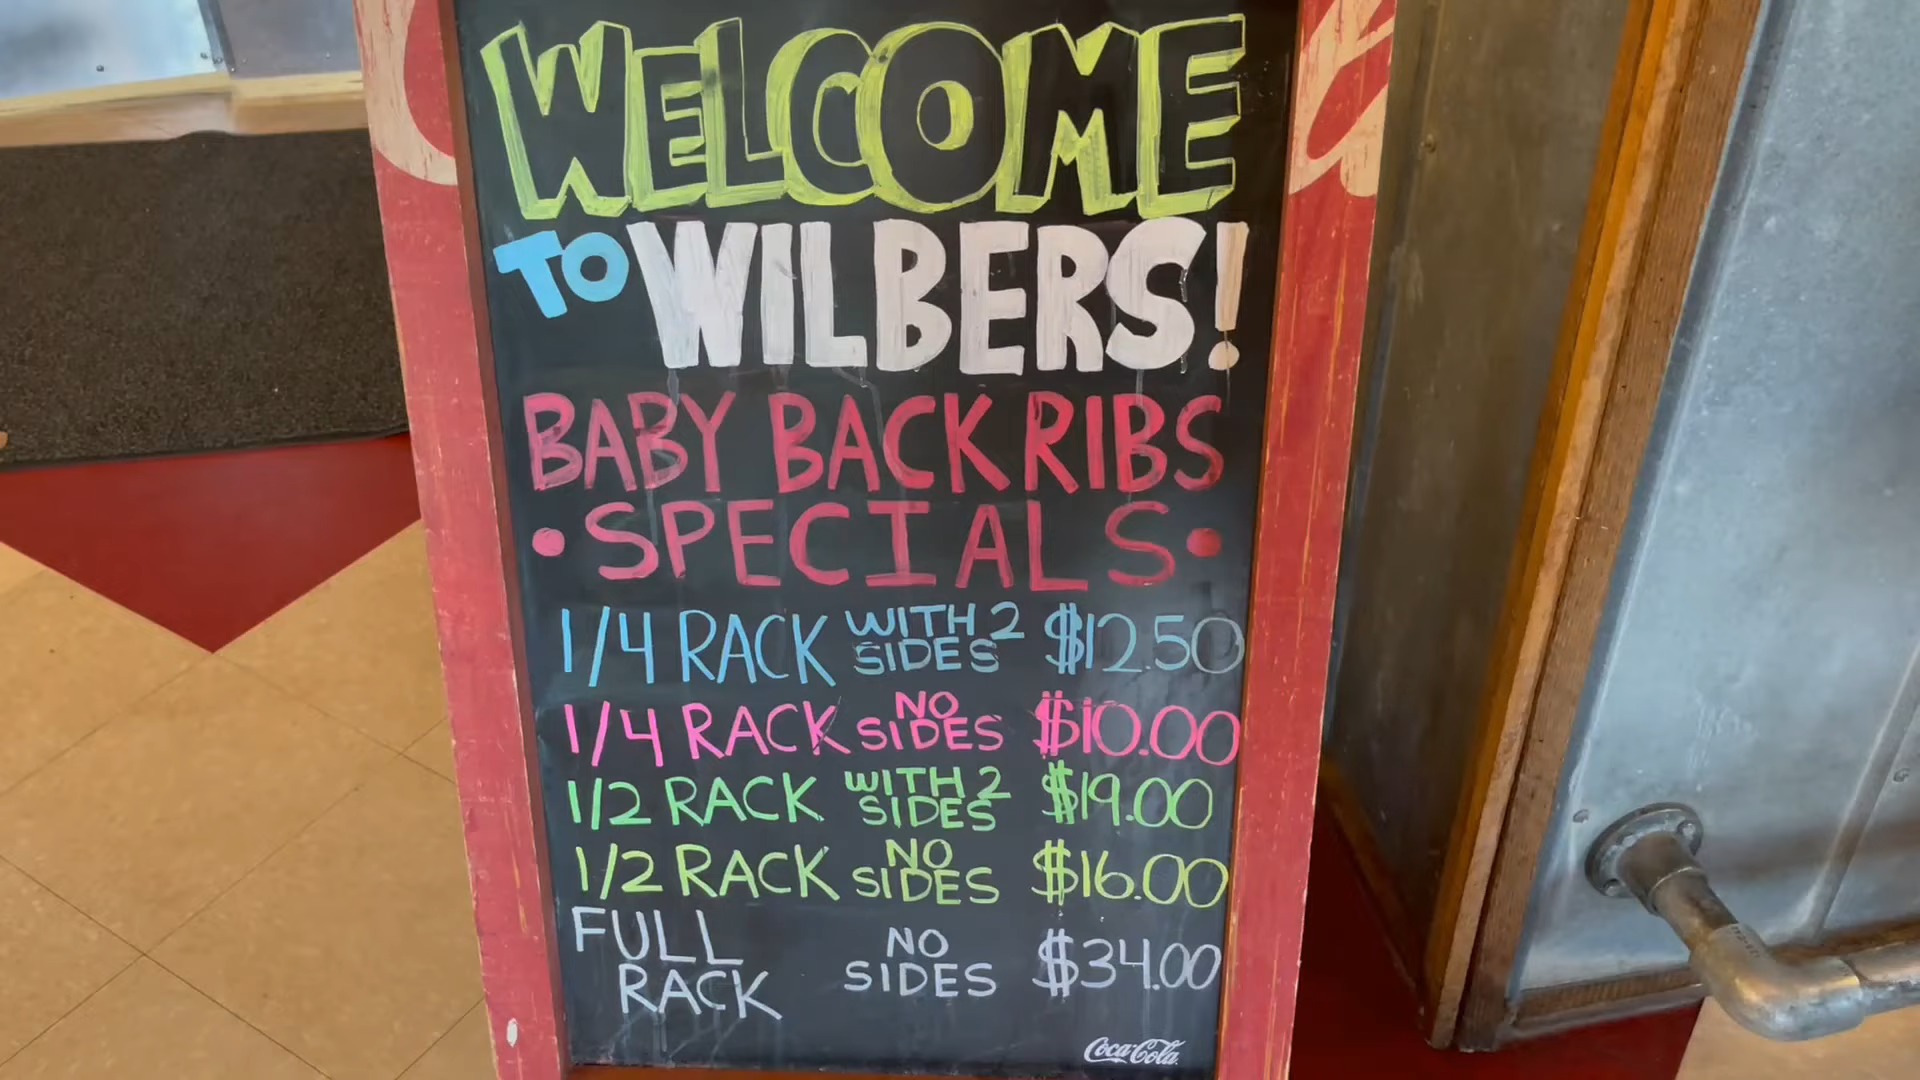 WELCOME
TO WILBERS!
BABY BACK RIBS
• SPECIALS •
1/4 RACK WITH 2 SIDES $12.50
1/4 RACK NO SIDES $10.00
1/2 RACK WITH 2 SIDES $19.00
1/2 RACK NO SIDES $16.00
FULL RACK NO SIDES $34.00
Coca-Cola